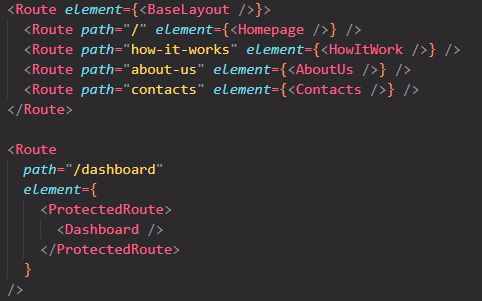 <Route element={<BaseLayout />}>
  <Route path="/" element={<Homepage />} />
  <Route path="how-it-works" element={<HowItWork />} />
  <Route path="about-us" element={<AboutUs />} />
  <Route path="contacts" element={<Contacts />} />
</Route>

<Route
  path="/dashboard"
  element={
    <ProtectedRoute>
      <Dashboard />
    </ProtectedRoute>
  }
/>